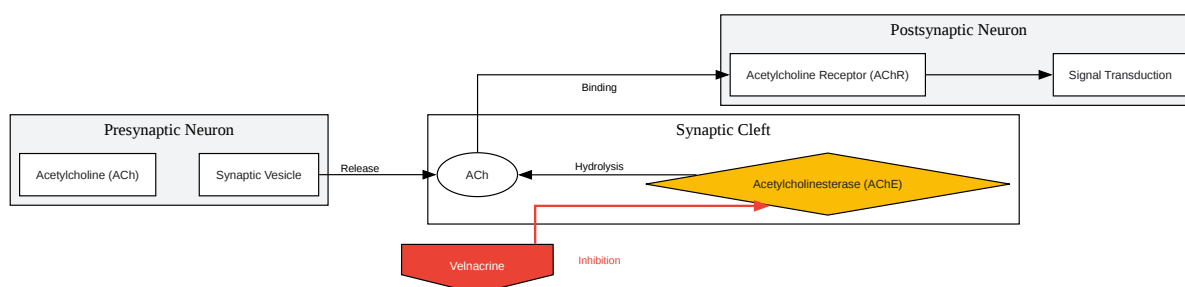 Postsynaptic Neuron
Acetylcholine Receptor (AChR)
Signal Transduction
Binding
Presynaptic Neuron
Acetylcholine (ACh)
Synaptic Vesicle
Release
Synaptic Cleft
ACh
Hydrolysis
Acetylcholinesterase (AChE)
Velnacrine
Inhibition